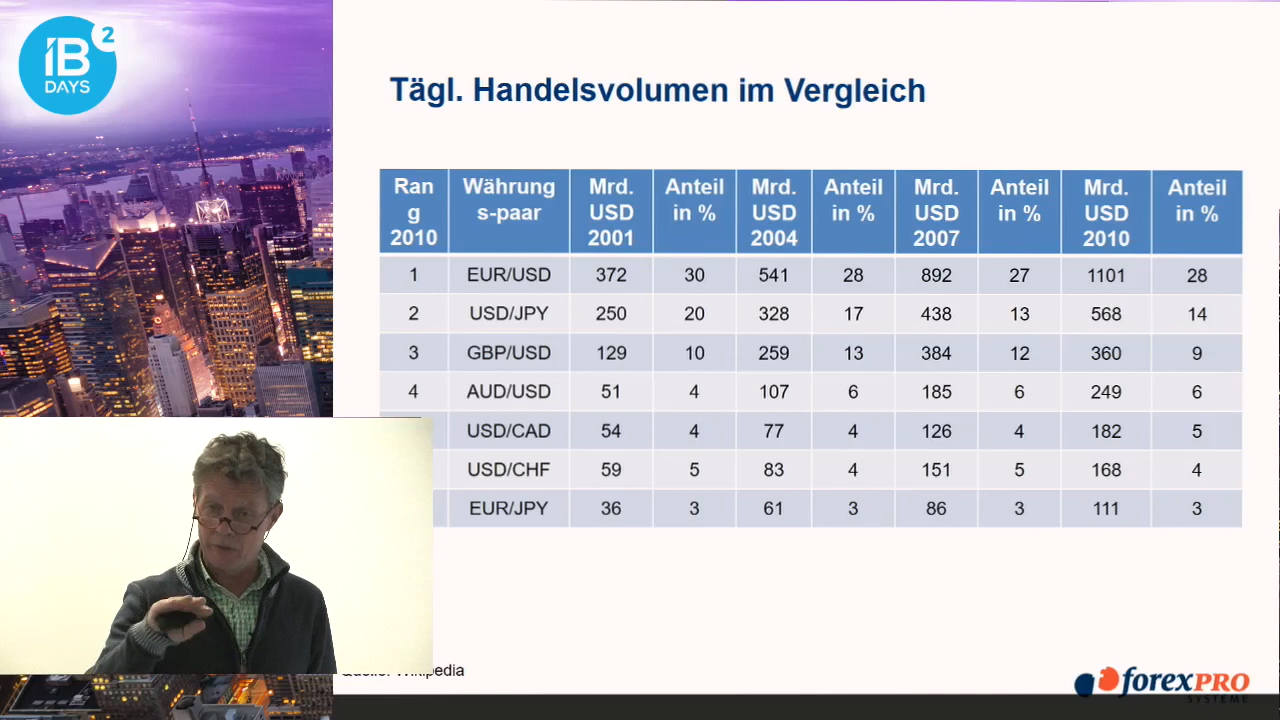 IB 2
DAYS
Tägl. Handelsvolumen im Vergleich
Ran
g
2010 Währung
s-paar Mrd.
USD
2001 Anteil
in % Mrd.
USD
2004 Anteil
in % Mrd.
USD
2007 Anteil
in % Mrd.
USD
2010 Anteil
in %
1 EUR/USD 372 30 541 28 892 27 1101 28
2 USD/JPY 250 20 328 17 438 13 568 14
3 GBP/USD 129 10 259 13 384 12 360 9
4 AUD/USD 51 4 107 6 185 6 249 6
USD/CAD 54 4 77 4 126 4 182 5
USD/CHF 59 5 83 4 151 5 168 4
EUR/JPY 36 3 61 3 86 3 111 3
forexPRO
SYSTEME